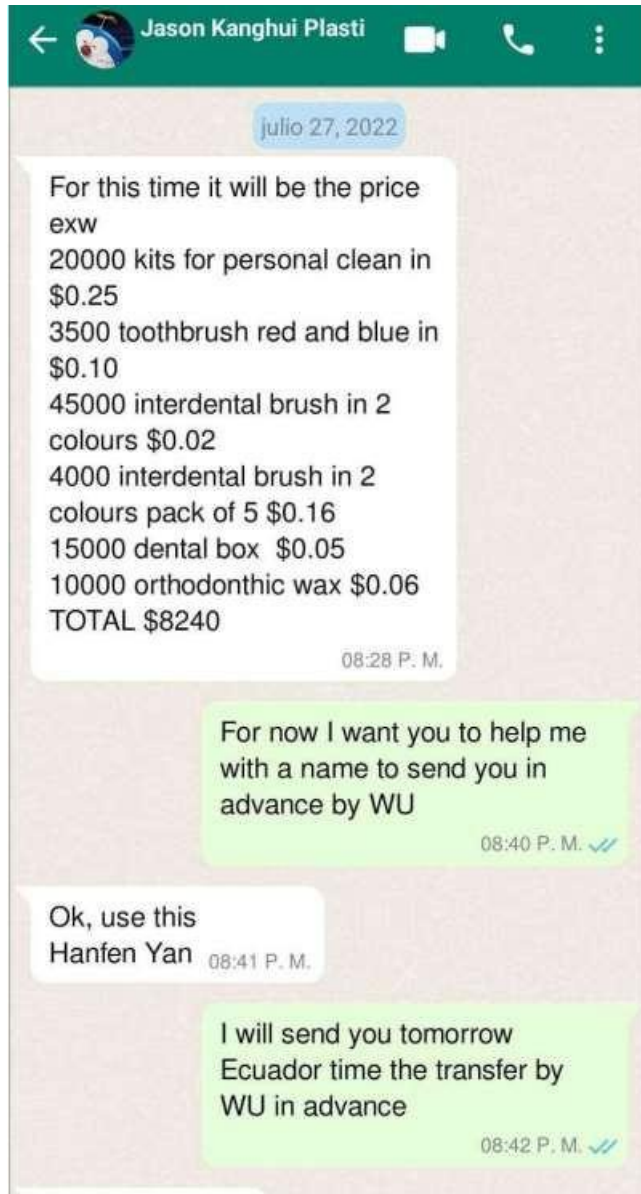 Jason Kanghui Plasti
julio 27, 2022
For this time it will be the price
exw
20000 kits for personal clean in
$0.25
3500 toothbrush red and blue in
$0.10
45000 interdental brush in 2
colours $0.02
4000 interdental brush in 2
colours pack of 5 $0.16
15000 dental box $0.05
10000 orthodonthic wax $0.06
TOTAL $8240
08:28 P. M.
For now I want you to help me
with a name to send you in
advance by WU
08:40 P. M.
Ok, use this
Hanfen Yan 08:41 P. M.
I will send you tomorrow
Ecuador time the transfer by
WU in advance
08:42 P. M.